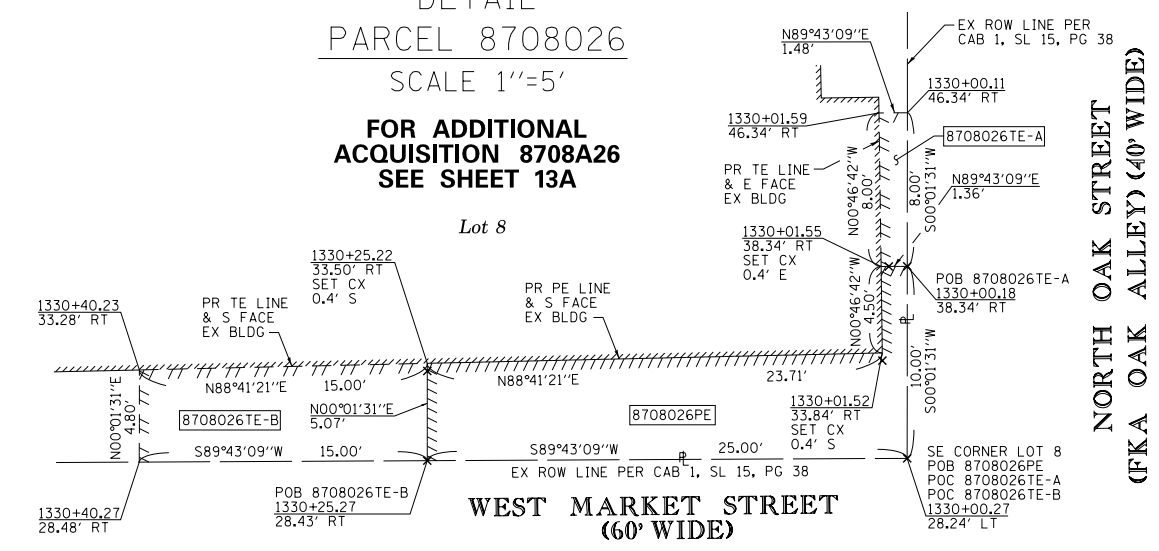 DETAIL
PARCEL 8708026
SCALE 1''=5'
FOR ADDITIONAL
ACQUISITION 8708A26
SEE SHEET 13A
Lot 8
N89°43'09''E
1.48'
EX ROW LINE PER
CAB 1, SL 15, PG 38
1330+00.11
46.34' RT
1330+01.59
46.34' RT
8708026TE-A
PR TE LINE
& E FACE
EX BLDG
N00°46'42''W
8.00'
8.00'
S00°01'31''W
N89°43'09''E
1.36'
1330+01.55
38.34' RT
SET CX
0.4' E
POB 8708026TE-A
1330+00.18
38.34' RT
N00°46'42''W
4.50'
PL
10.00'
S00°01'31''W
NORTH OAK STREET
(FKA OAK ALLEY) (40' WIDE)
1330+25.22
33.50' RT
SET CX
0.4' S
1330+40.23
33.28' RT
PR TE LINE
& S FACE
EX BLDG
PR PE LINE
& S FACE
EX BLDG
N88°41'21''E
15.00'
N88°41'21''E
23.71'
N00°01'31''E
4.80'
8708026TE-B
N00°01'31''E
5.07'
8708026PE
1330+01.52
33.84' RT
SET CX
0.4' S
S89°43'09''W
15.00'
S89°43'09''W
25.00'
PL
EX ROW LINE PER CAB 1, SL 15, PG 38
SE CORNER LOT 8
POB 8708026PE
POC 8708026TE-A
POC 8708026TE-B
1330+00.27
28.24' LT
1330+40.27
28.48' RT
POB 8708026TE-B
1330+25.27
28.43' RT
WEST MARKET STREET
(60' WIDE)